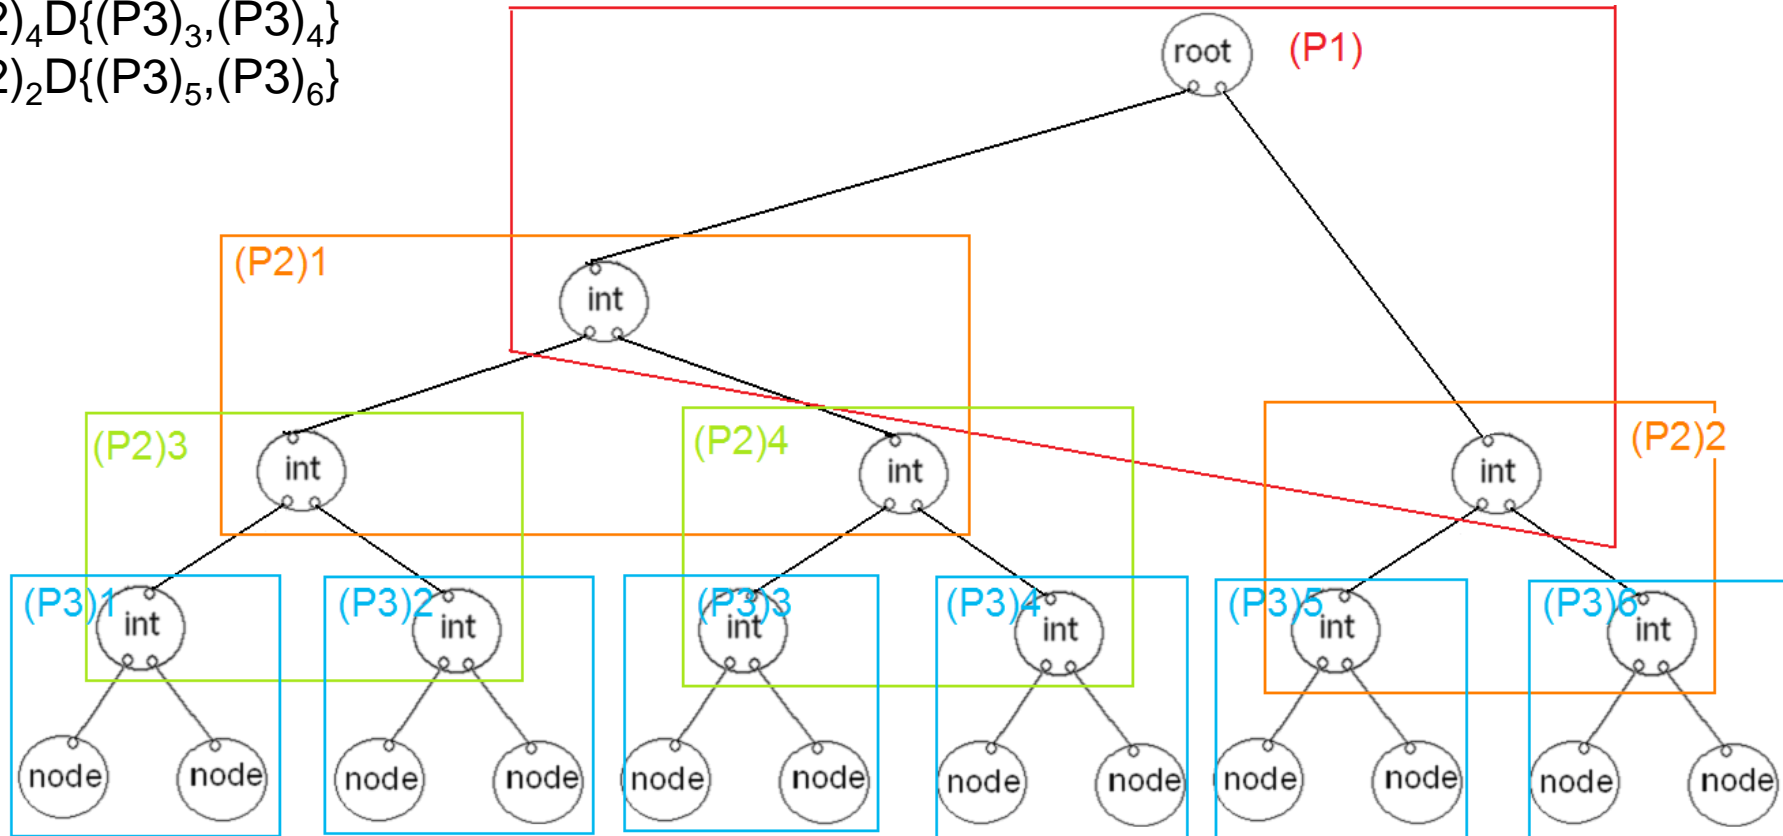 2)₄D{(P3)₃,(P3)₄}
2)₂D{(P3)₅,(P3)₆}
root (P1)
(P2)1
int
(P2)3 (P2)4 (P2)2
int int int
(P3)1 (P3)2 (P3)3 (P3)4 (P3)5 (P3)6
int int int int int int
node node node node node node node node node node node node